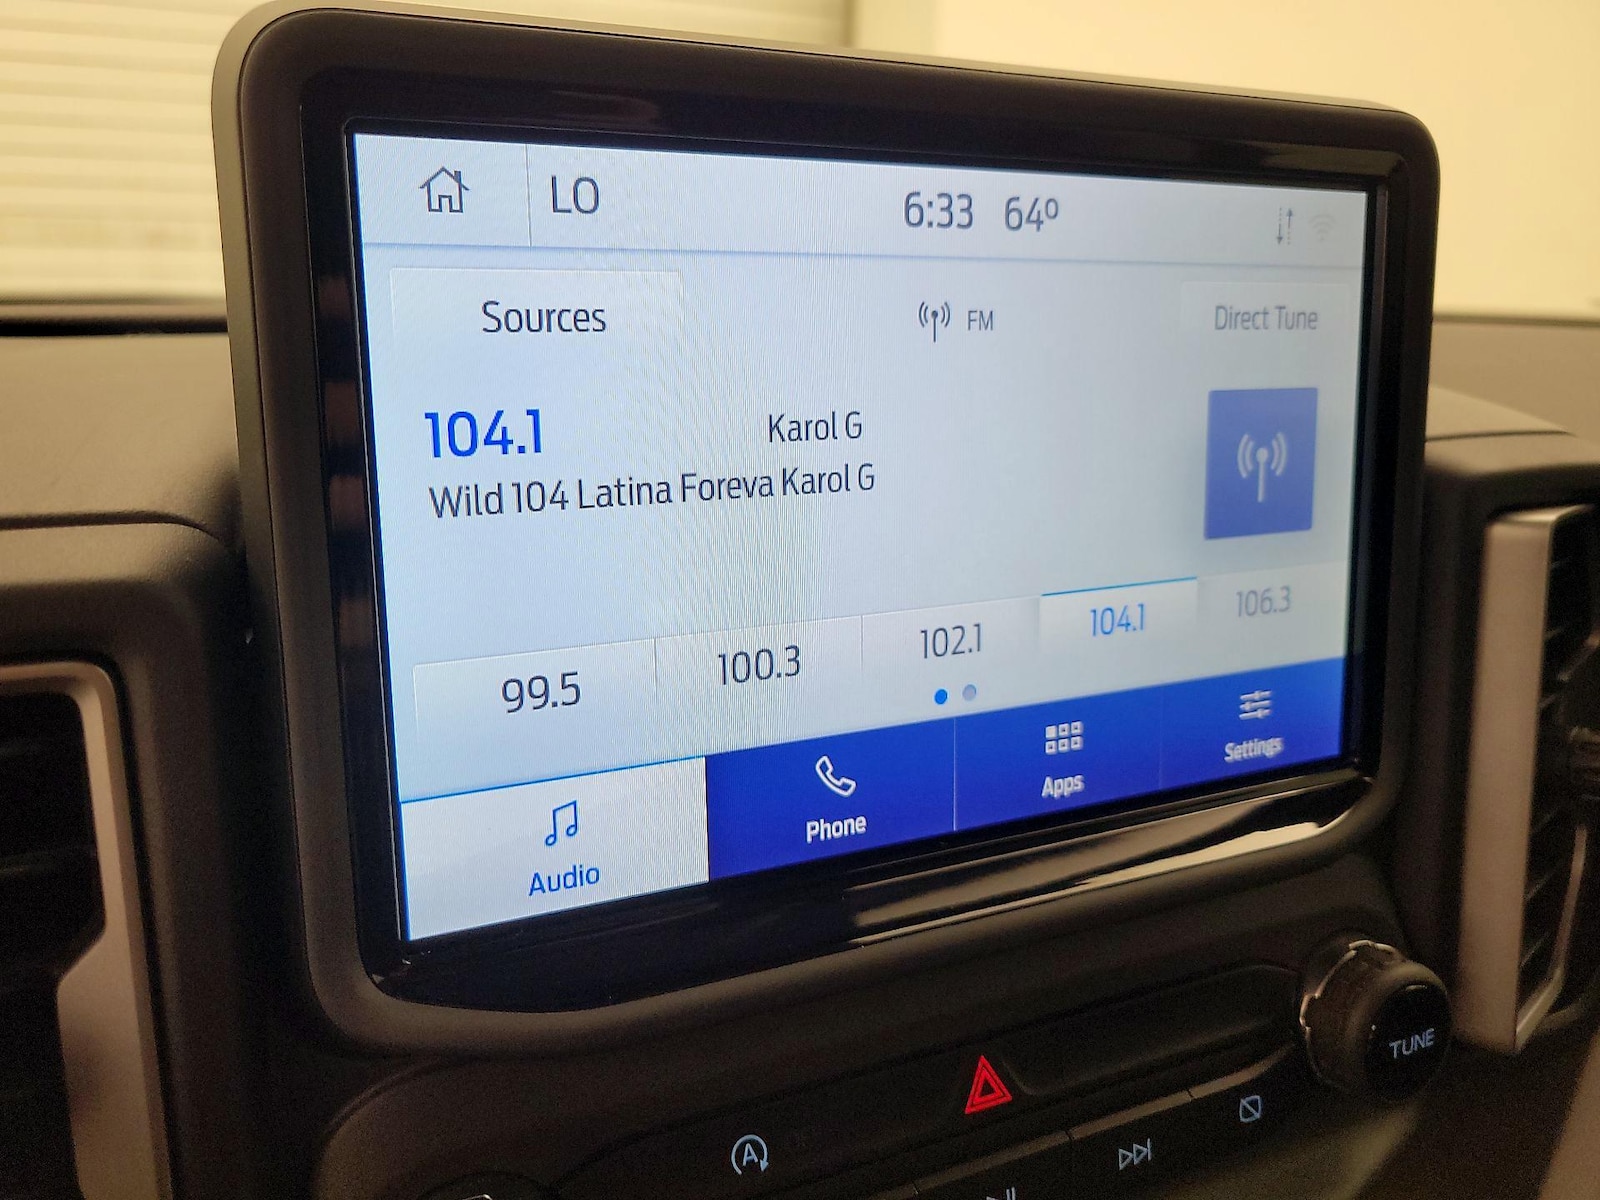 LO 6:33 64º
Sources FM Direct Tune
104.1 Karol G
Wild 104 Latina Foreva Karol G
99.5 100.3 102.1 104.1 106.3
Audio Phone Apps Settings
TUNE
A